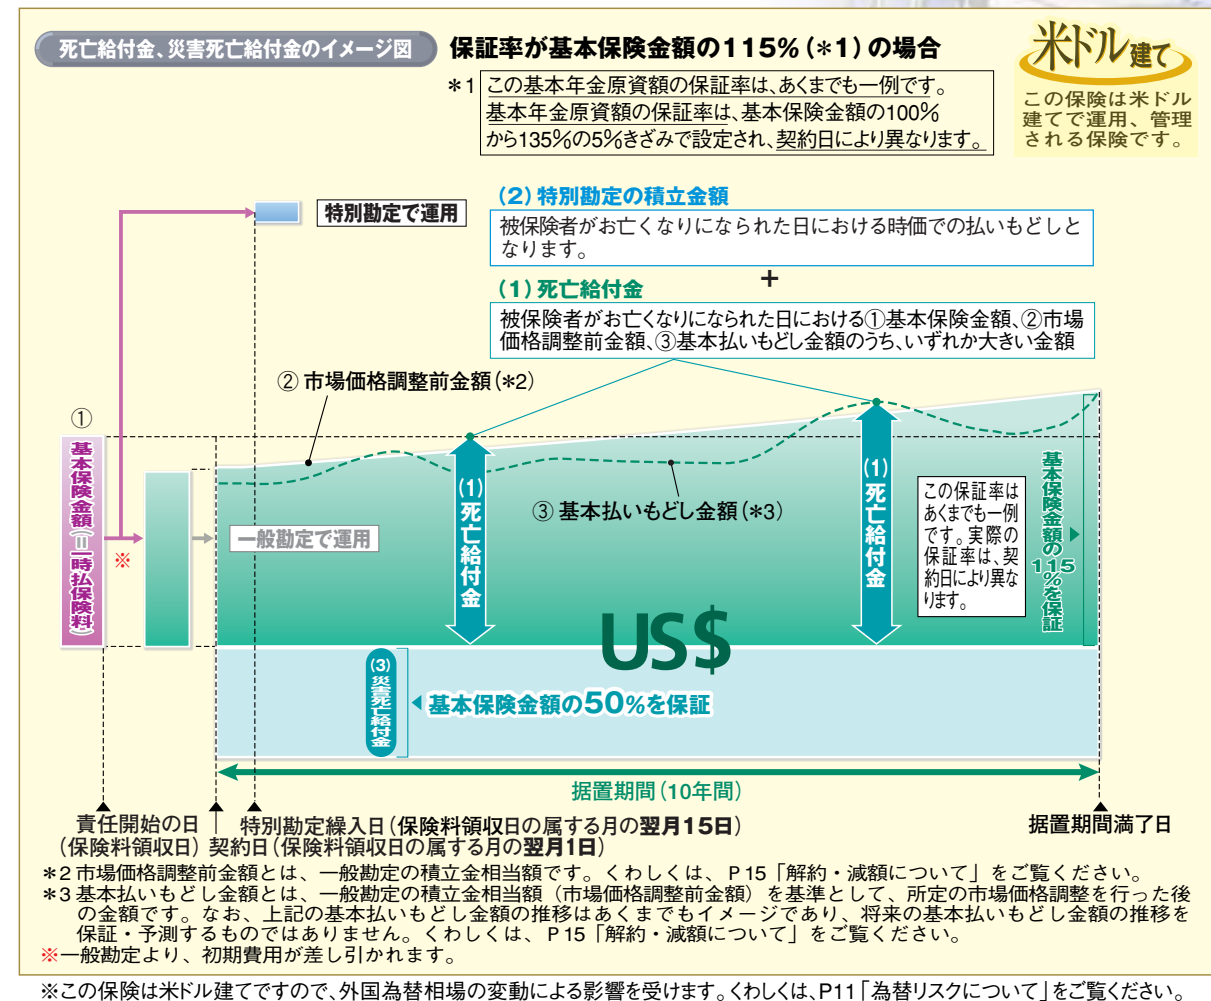 死亡給付金、災害死亡給付金のイメージ図
保証率が基本保険金額の115%(*1)の場合
*1 この基本年金原資額の保証率は、あくまでも一例です。
基本年金原資額の保証率は、基本保険金額の100%
から135%の5%きざみで設定され、契約日により異なります。
米ドル建て
この保険は米ドル
建てで運用、管理
される保険です。
特別勘定で運用
(2)特別勘定の積立金額
被保険者がお亡くなりになられた日における時価での払いもどしと
なります。
+
(1)死亡給付金
被保険者がお亡くなりになられた日における①基本保険金額、②市場
価格調整前金額、③基本払いもどし金額のうち、いずれか大きい金額
②市場価格調整前金額(*2)
①
基本保険金額(=一時払保険料)
※
一般勘定で運用
(1)死亡給付金
③基本払いもどし金額(*3)
(1)死亡給付金
この保証率は
あくまでも一例
です。実際の
保証率は、契
約日により異な
ります。
基本保険金額の115%を保証
US$
(3)災害死亡給付金
基本保険金額の50%を保証
据置期間(10年間)
責任開始の日
(保険料領収日)
特別勘定繰入日(保険料領収日の属する月の翌月15日)
契約日(保険料領収日の属する月の翌月1日)
据置期間満了日
*2 市場価格調整前金額とは、一般勘定の積立金相当額です。くわしくは、P15「解約・減額について」をご覧ください。
*3 基本払いもどし金額とは、一般勘定の積立金相当額(市場価格調整前金額)を基準として、所定の市場価格調整を行った後
の金額です。なお、上記の基本払いもどし金額の推移はあくまでもイメージであり、将来の基本払いもどし金額の推移を
保証・予測するものではありません。くわしくは、P15「解約・減額について」をご覧ください。
※一般勘定より、初期費用が差し引かれます。
※この保険は米ドル建てですので、外国為替相場の変動による影響を受けます。くわしくは、P11「為替リスクについて」をご覧ください。